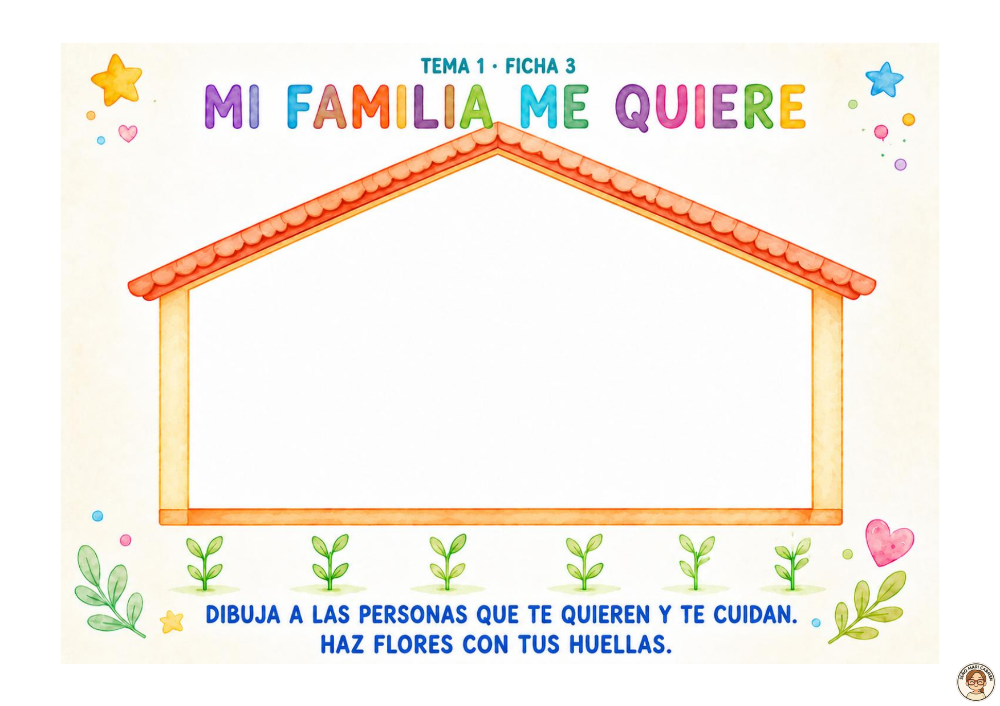 TEMA 1 · FICHA 3
MI FAMILIA ME QUIERE
DIBUJA A LAS PERSONAS QUE TE QUIEREN Y TE CUIDAN.
HAZ FLORES CON TUS HUELLAS.
SEÑO MARI CARMEN